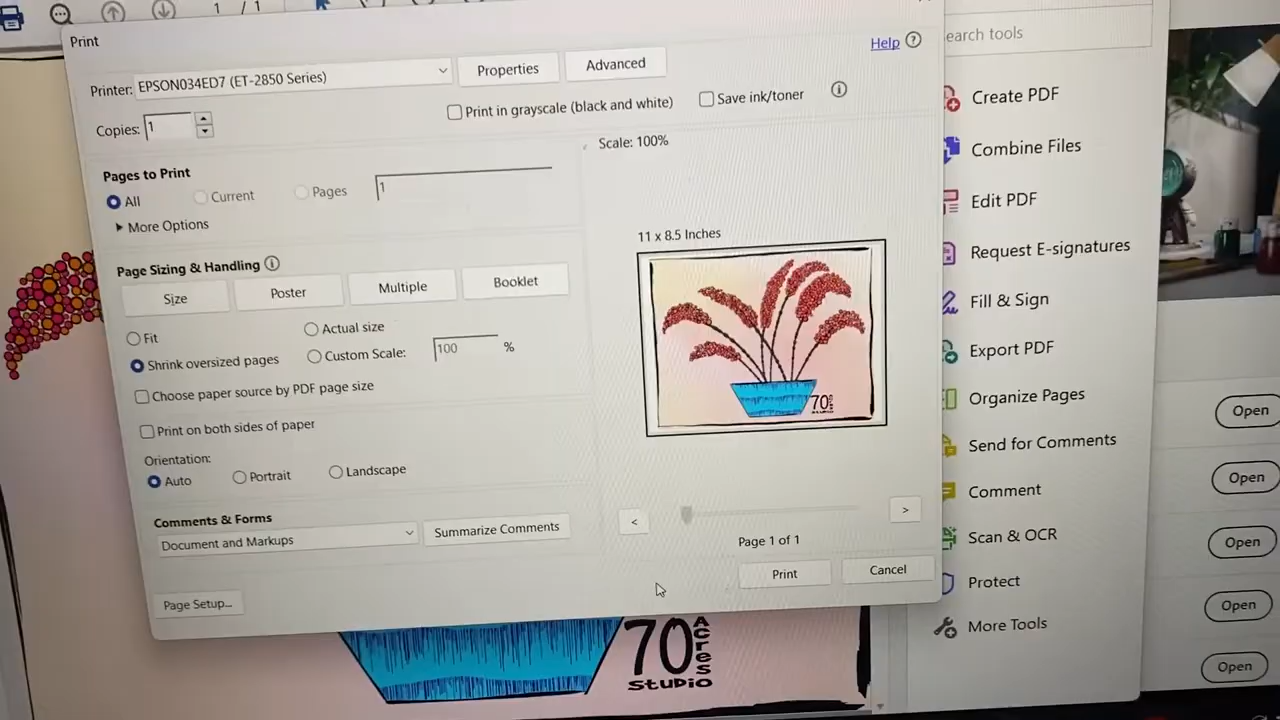 1 / 1
Print
Help
Printer: EPSON034ED7 (ET-2850 Series)
Properties
Advanced
Copies: 1
Print in grayscale (black and white)
Save ink/toner
Scale: 100%
Pages to Print
All
Current
Pages
1
More Options
11 x 8.5 Inches
Page Sizing & Handling
Size
Poster
Multiple
Booklet
Fit
Actual size
Shrink oversized pages
Custom Scale:
100
%
Choose paper source by PDF page size
Print on both sides of paper
Orientation:
Auto
Portrait
Landscape
70
Comments & Forms
Document and Markups
Summarize Comments
<
>
Page 1 of 1
Print
Cancel
Page Setup...
70 Acres
Studio
earch tools
Create PDF
Combine Files
Edit PDF
Request E-signatures
Fill & Sign
Export PDF
Organize Pages
Send for Comments
Comment
Scan & OCR
Protect
More Tools
Open
Open
Open
Open
Open